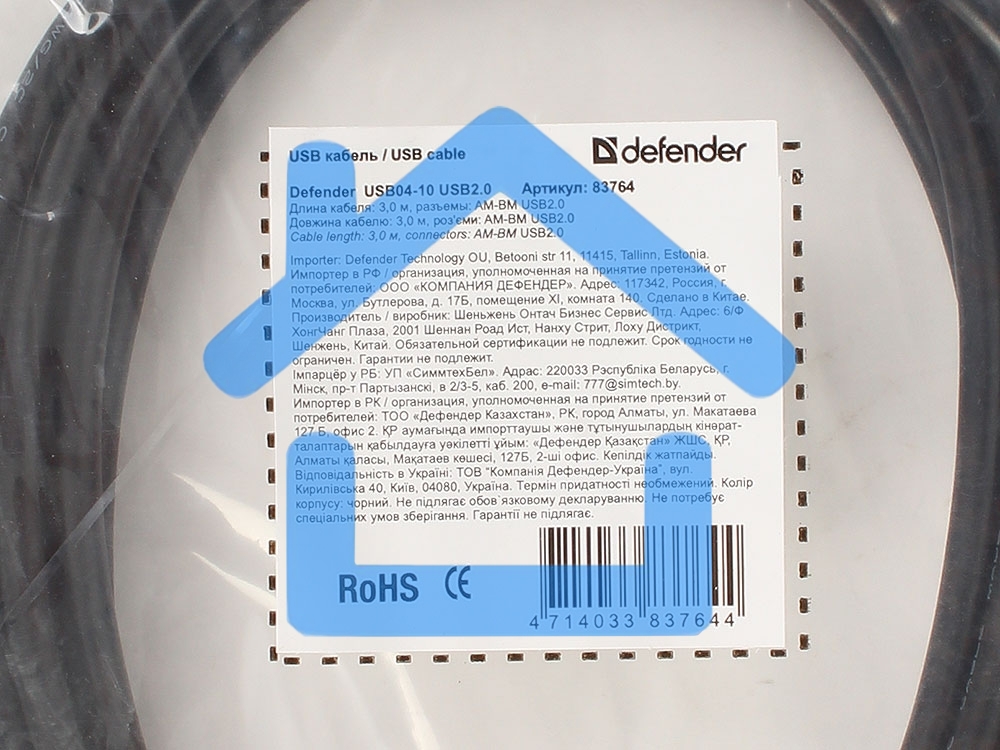 USB кабель / USB cable
defender
Defender USB04-10 USB2.0 Артикул: 83764
Длина кабеля: 3,0 м, разъемы: AM-BM USB2.0
Довжина кабелю: 3,0 м, роз'єми: AM-BM USB2.0
Cable length: 3,0 м, connectors: AM-BM USB2.0
Importer: Defender Technology OU, Betooni str 11, 11415, Tallinn, Estonia.
Импортер в РФ / организация, уполномоченная на принятие претензий от
потребителей: ООО «КОМПАНИЯ ДЕФЕНДЕР». Адрес: 117342, Россия, г.
Москва, ул. Бутлерова, д. 17Б, помещение XI, комната 140. Сделано в Китае.
Производитель / виробник: Шеньжень Онтач Бизнес Сервис Лтд. Адрес: 6/Ф
ХонгЧанг Плаза, 2001 Шеннан Роад Ист, Нанху Стрит, Лоху Дистрикт,
Шенжень, Китай. Обязательной сертификации не подлежит. Срок годности не
ограничен. Гарантии не подлежит.
Імпарцёр у РБ: УП «СиммтехБел». Адрас: 220033 Рэспубліка Беларусь, г.
Мінск, пр-т Партызанскі, в 2/3-5, каб. 200, e-mail: 777@simtech.by.
Импортер в РК / организация, уполномоченная на принятие претензий от
потребителей: ТОО «Дефендер Казахстан», РК, город Алматы, ул. Макатаева
127 Б, офис 2. ҚР аумағында импорттаушы және тұтынушылардың кінәрат-
талаптарын қабылдауға уәкілетті ұйым: «Дефендер Қазақстан» ЖШС, ҚР,
Алматы қаласы, Мақатаев көшесі, 127Б, 2-ші офис. Кепілдік жатпайды.
Відповідальність в Україні: ТОВ "Компанія Дефендер-Україна", вул.
Кирилівська 40, Київ, 04080, Україна. Термін придатності необмежений. Колір
корпусу: чорний. Не підлягає обов`язковому декларуванню. Не потребує
спеціальних умов зберігання. Гарантії не підлягає.
RoHS CE
4 714033 837644